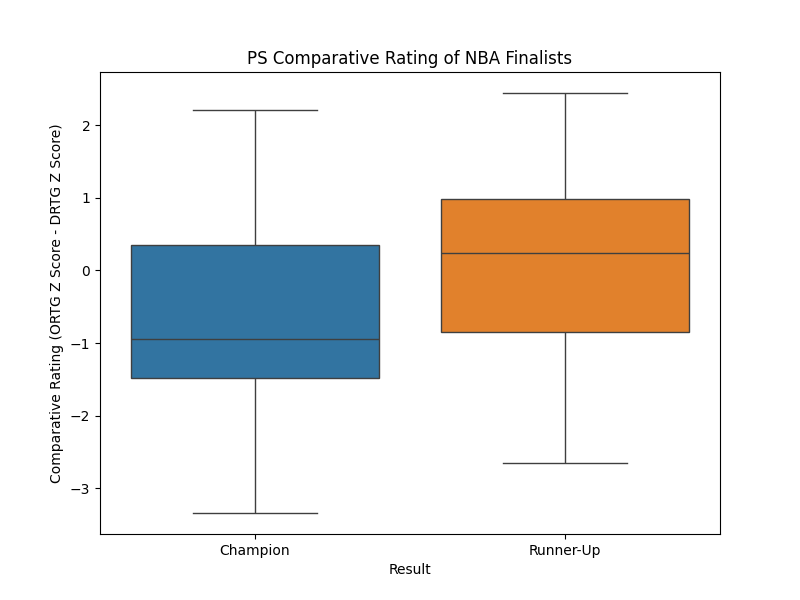 PS Comparative Rating of NBA Finalists
Comparative Rating (ORTG Z Score - DRTG Z Score)
2
1
0
−1
−2
−3
Champion
Runner-Up
Result